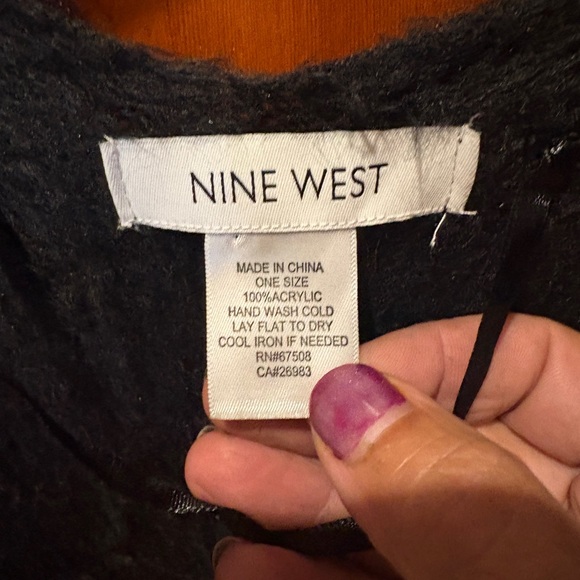 NINE WEST
MADE IN CHINA
ONE SIZE
100%ACRYLIC
HAND WASH COLD
LAY FLAT TO DRY
COOL IRON IF NEEDED
RN#67508
CA#26983